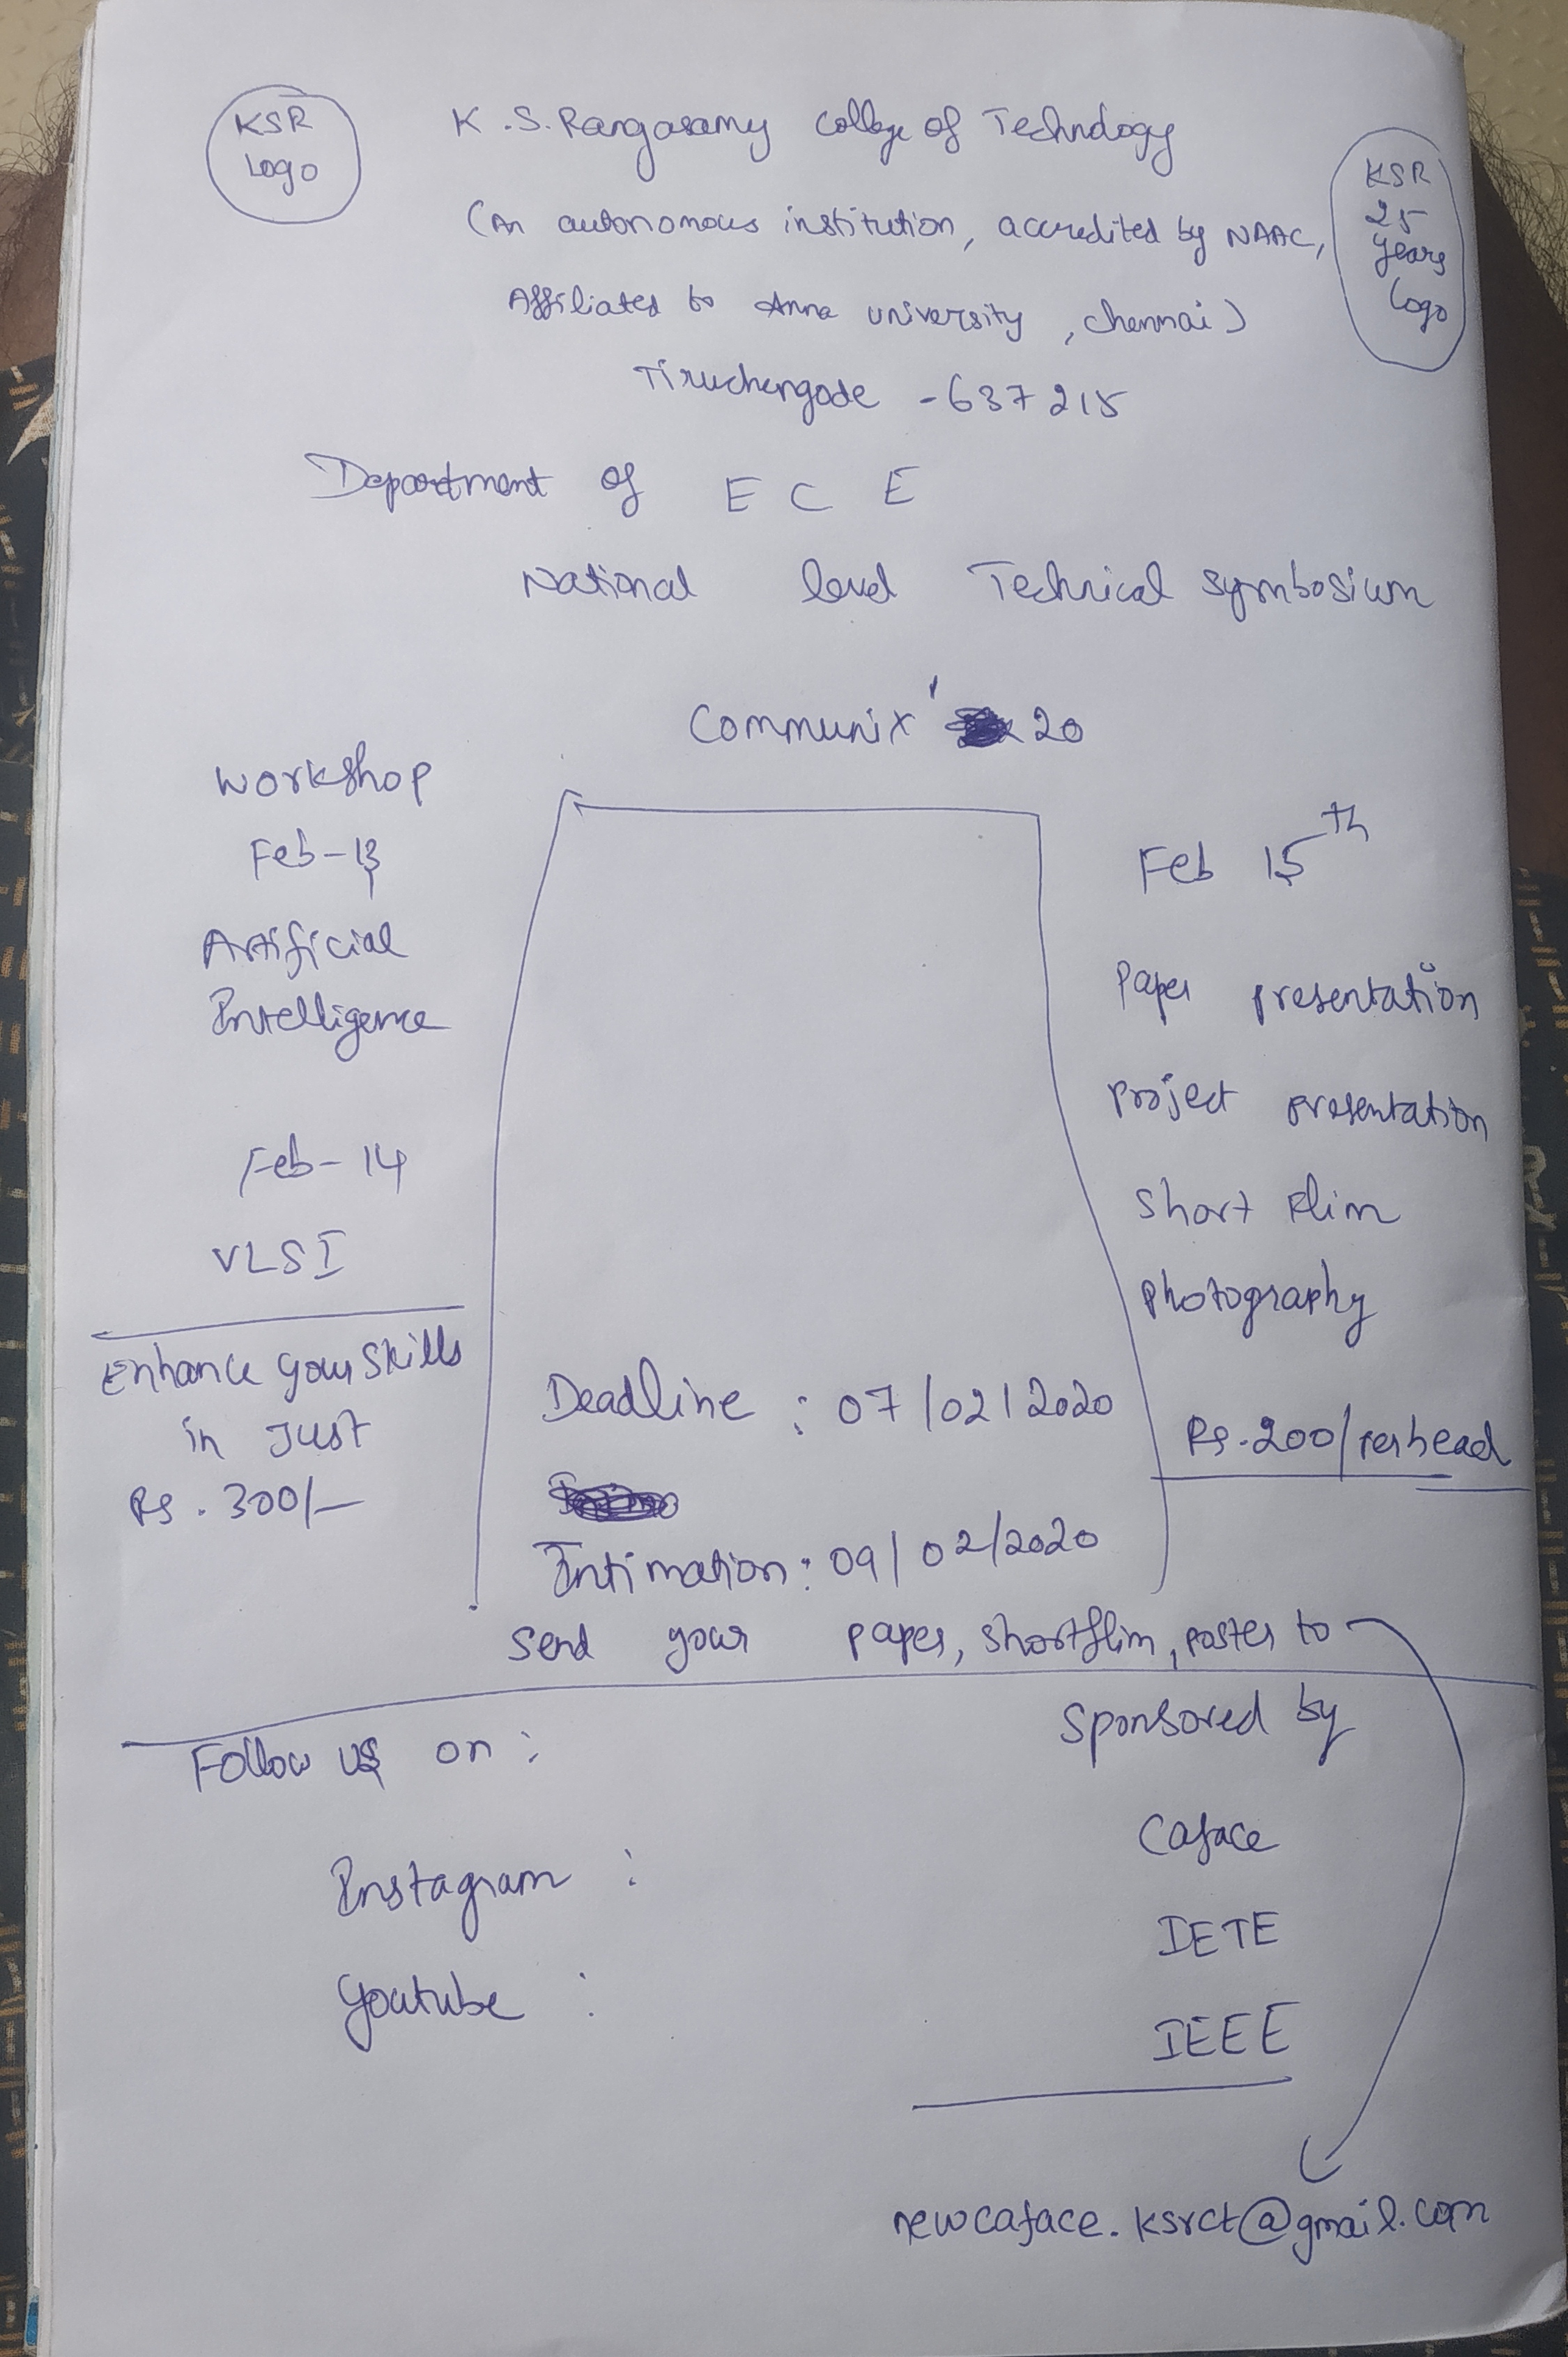 KSR
Logo
K.S.Rangasamy College of Technology
(An autonomous institution, accredited by NAAC,
Affiliated to Anna university, chennai)
Tiruchengode - 637 215
KSR
25
years
Logo
Department of E C E
National level Technical symbosium
Communix '20
Workshop
Feb-13
Artificial
Intelligence
Feb-14
VLSI
Enhance your skills
in Just
Rs. 300/-
Deadline : 07/02/2020
Intimation : 09/02/2020
Feb 15th
Paper presentation
Project presentation
Short Flim
Photography
Rs.200/perhead
Send your paper, shortflim, poster to
Follow us on :
Instagram :
Youtube :
Sponsored by
Caface
IETE
IEEE
newcaface.ksrct@gmail.com